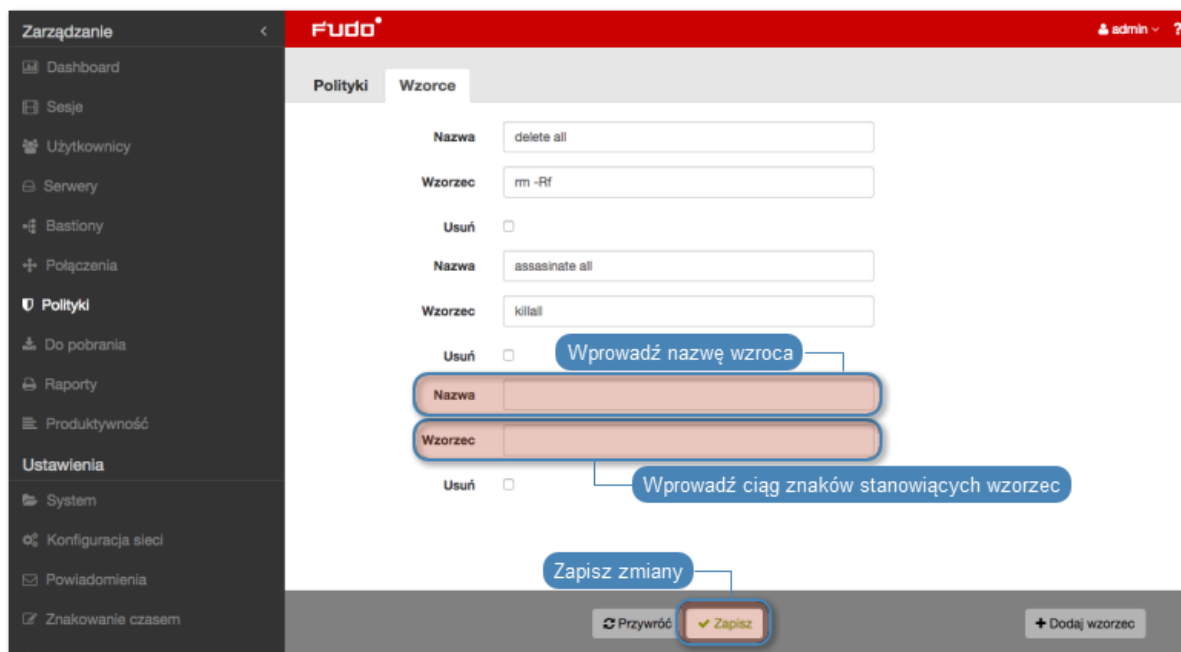 Zarządzanie
Fudo
admin
?
Dashboard
Sesje
Użytkownicy
Serwery
Bastiony
Połączenia
Polityki
Do pobrania
Raporty
Produktywność
Ustawienia
System
Konfiguracja sieci
Powiadomienia
Znakowanie czasem
Polityki Wzorce
Nazwa delete all
Wzorzec rm -Rf
Usuń
Nazwa assasinate all
Wzorzec killall
Usuń
Wprowadź nazwę wzroca
Nazwa
Wzorzec
Usuń
Wprowadź ciąg znaków stanowiących wzorzec
Zapisz zmiany
Przywróć Zapisz + Dodaj wzorzec